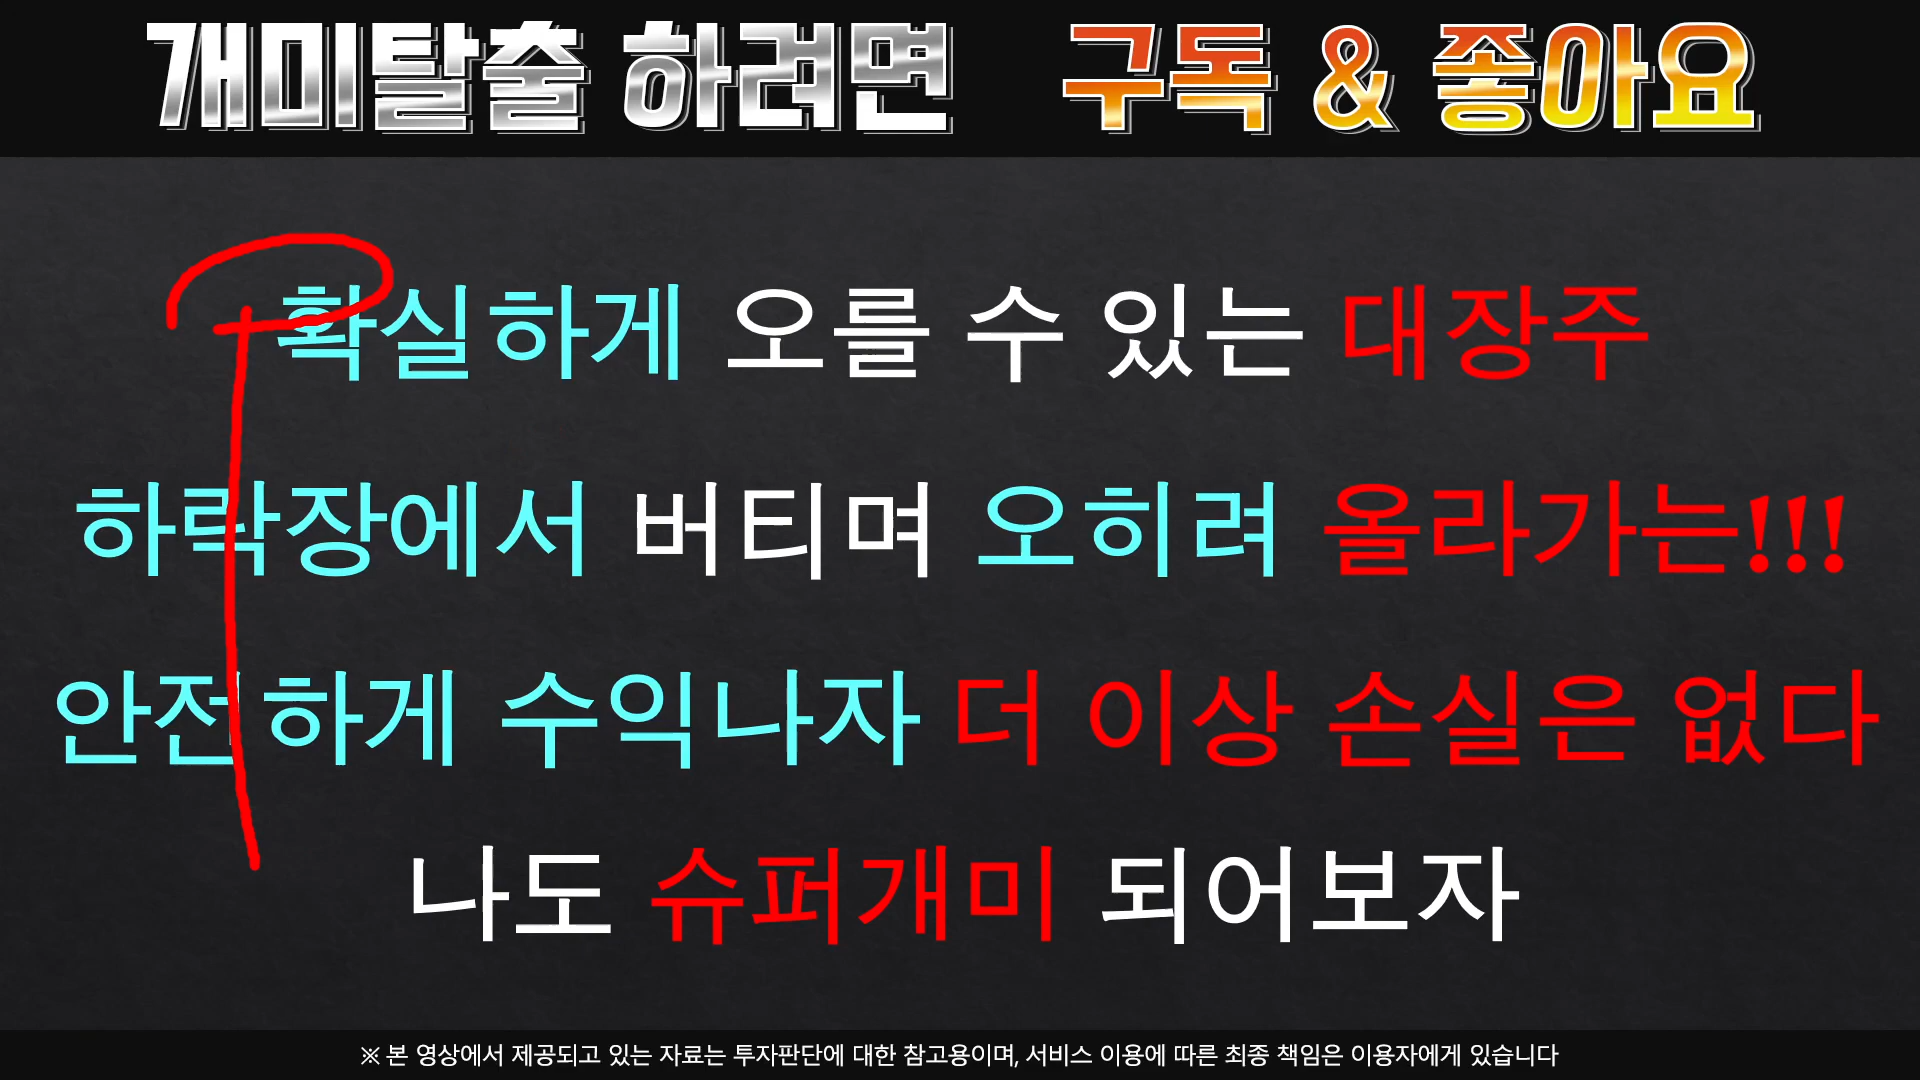 개미탈출 하려면 구독 & 좋아요
확실하게 오를 수 있는 대장주
하락장에서 버티며 오히려 올라가는!!!
안전하게 수익나자 더 이상 손실은 없다
나도 슈퍼개미 되어보자
※ 본 영상에서 제공되고 있는 자료는 투자판단에 대한 참고용이며, 서비스 이용에 따른 최종 책임은 이용자에게 있습니다